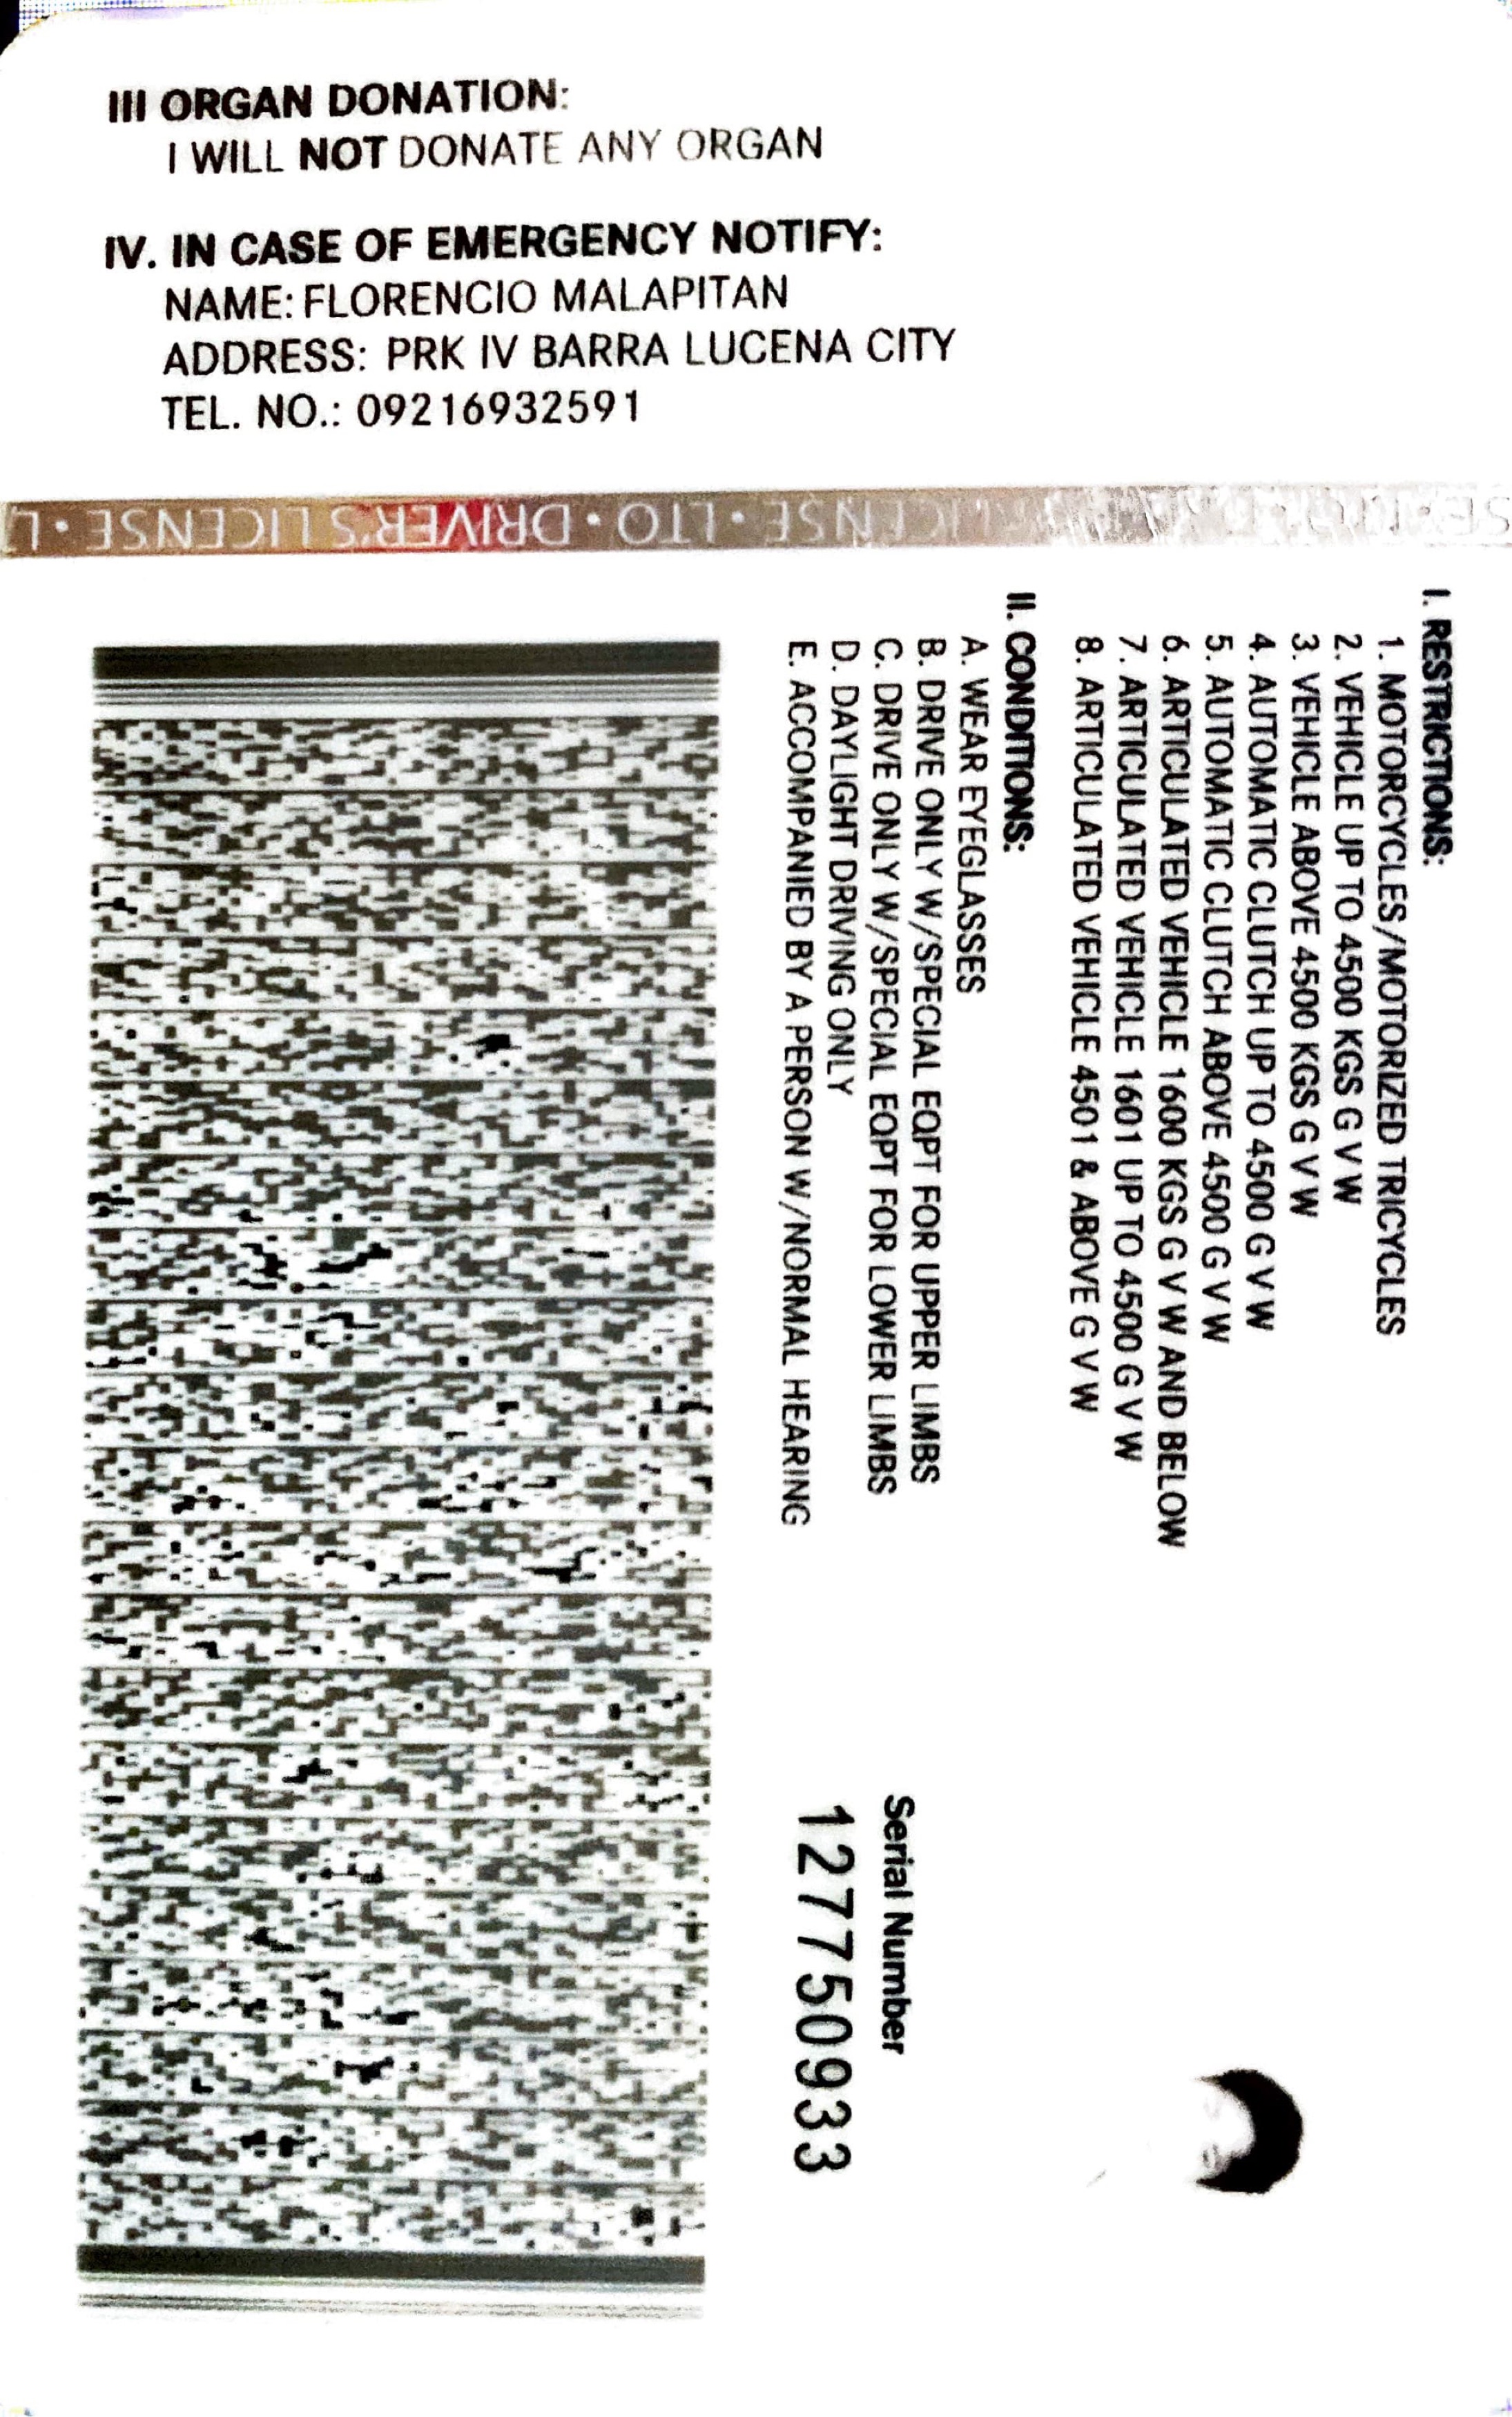 I. RESTRICTIONS:
1. MOTORCYCLES/MOTORIZED TRICYCLES
2. VEHICLE UP TO 4500 KGS G V W
3. VEHICLE ABOVE 4500 KGS G V W
4. AUTOMATIC CLUTCH UP TO 4500 G V W
5. AUTOMATIC CLUTCH ABOVE 4500 G V W
6. ARTICULATED VEHICLE 1600 KGS G V W AND BELOW
7. ARTICULATED VEHICLE 1601 UP TO 4500 G V W
8. ARTICULATED VEHICLE 4501 & ABOVE G V W
II. CONDITIONS:
A. WEAR EYEGLASSES
B. DRIVE ONLY W/SPECIAL EQPT FOR UPPER LIMBS
C. DRIVE ONLY W/SPECIAL EQPT FOR LOWER LIMBS
D. DAYLIGHT DRIVING ONLY
E. ACCOMPANIED BY A PERSON W/NORMAL HEARING
Serial Number
127750933
III ORGAN DONATION:
I WILL NOT DONATE ANY ORGAN
IV. IN CASE OF EMERGENCY NOTIFY:
NAME: FLORENCIO MALAPITAN
ADDRESS: PRK IV BARRA LUCENA CITY
TEL. NO.: 09216932591
L • DRIVER'S LICENSE • LTO • DRIVER'S LICENSE